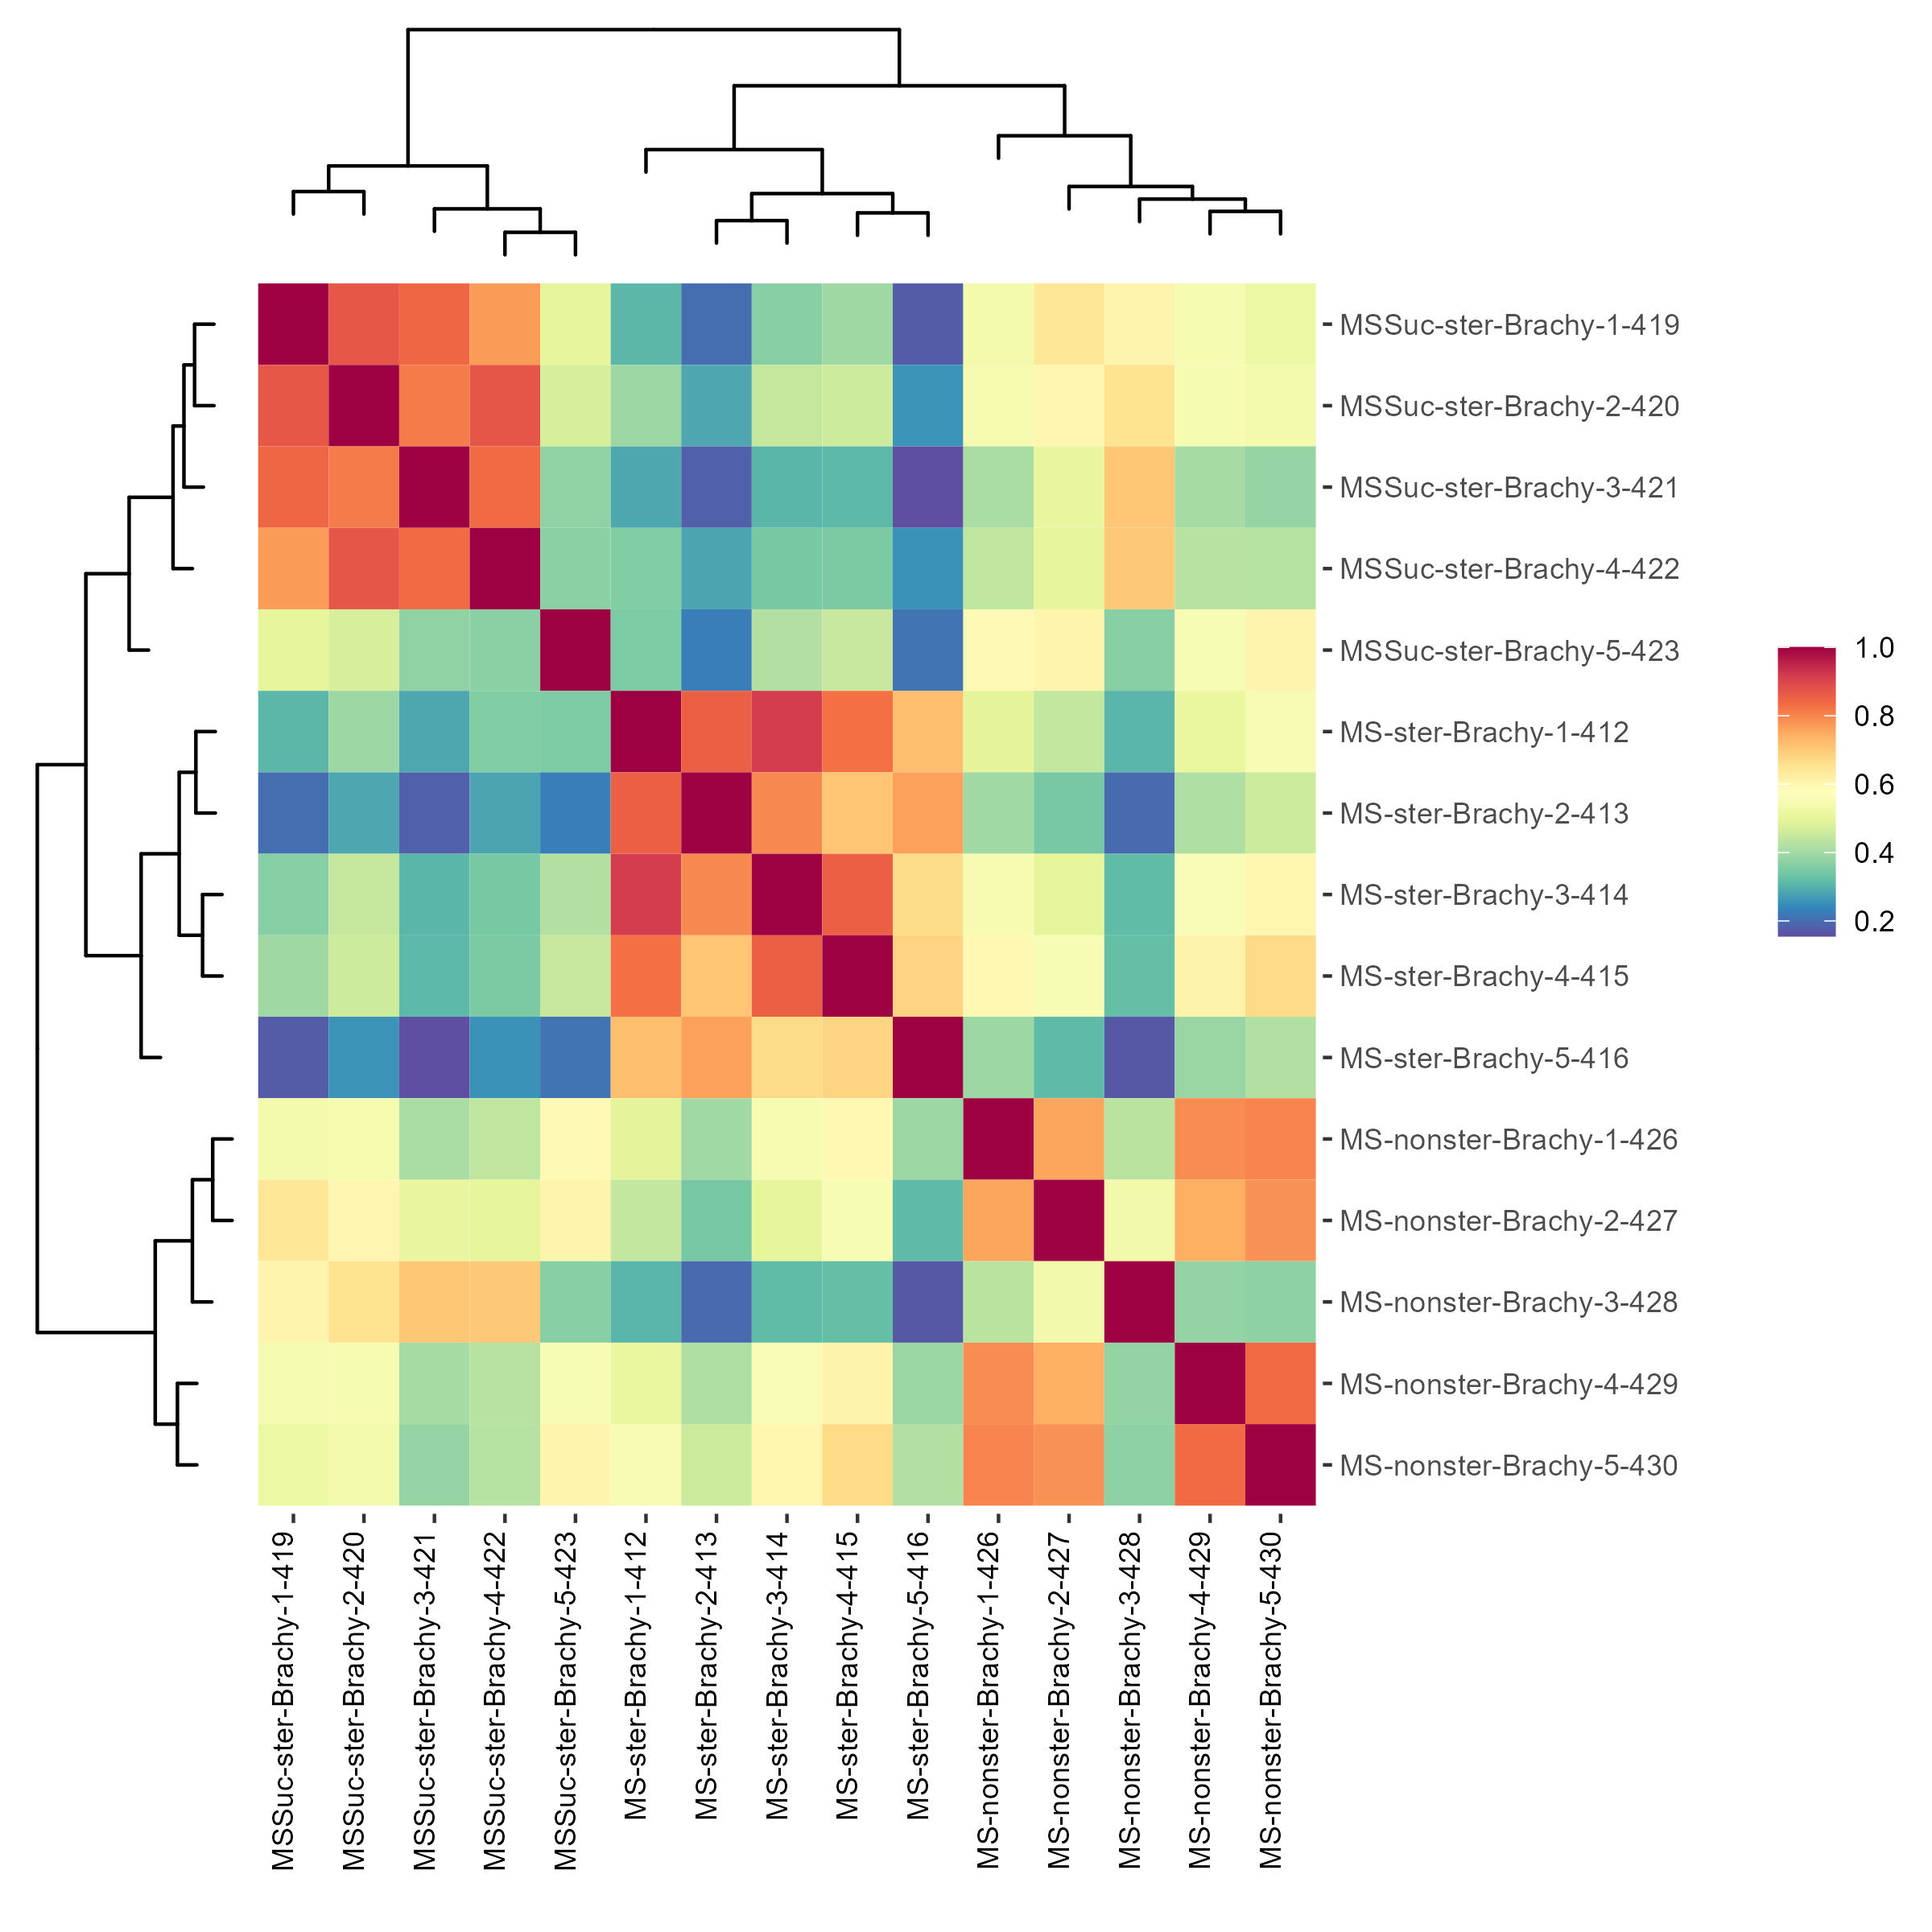 MSSuc-ster-Brachy-1-419
MSSuc-ster-Brachy-2-420
MSSuc-ster-Brachy-3-421
MSSuc-ster-Brachy-4-422
MSSuc-ster-Brachy-5-423
MS-ster-Brachy-1-412
MS-ster-Brachy-2-413
MS-ster-Brachy-3-414
MS-ster-Brachy-4-415
MS-ster-Brachy-5-416
MS-nonster-Brachy-1-426
MS-nonster-Brachy-2-427
MS-nonster-Brachy-3-428
MS-nonster-Brachy-4-429
MS-nonster-Brachy-5-430
1.0
0.8
0.6
0.4
0.2
MSSuc-ster-Brachy-1-419
MSSuc-ster-Brachy-2-420
MSSuc-ster-Brachy-3-421
MSSuc-ster-Brachy-4-422
MSSuc-ster-Brachy-5-423
MS-ster-Brachy-1-412
MS-ster-Brachy-2-413
MS-ster-Brachy-3-414
MS-ster-Brachy-4-415
MS-ster-Brachy-5-416
MS-nonster-Brachy-1-426
MS-nonster-Brachy-2-427
MS-nonster-Brachy-3-428
MS-nonster-Brachy-4-429
MS-nonster-Brachy-5-430